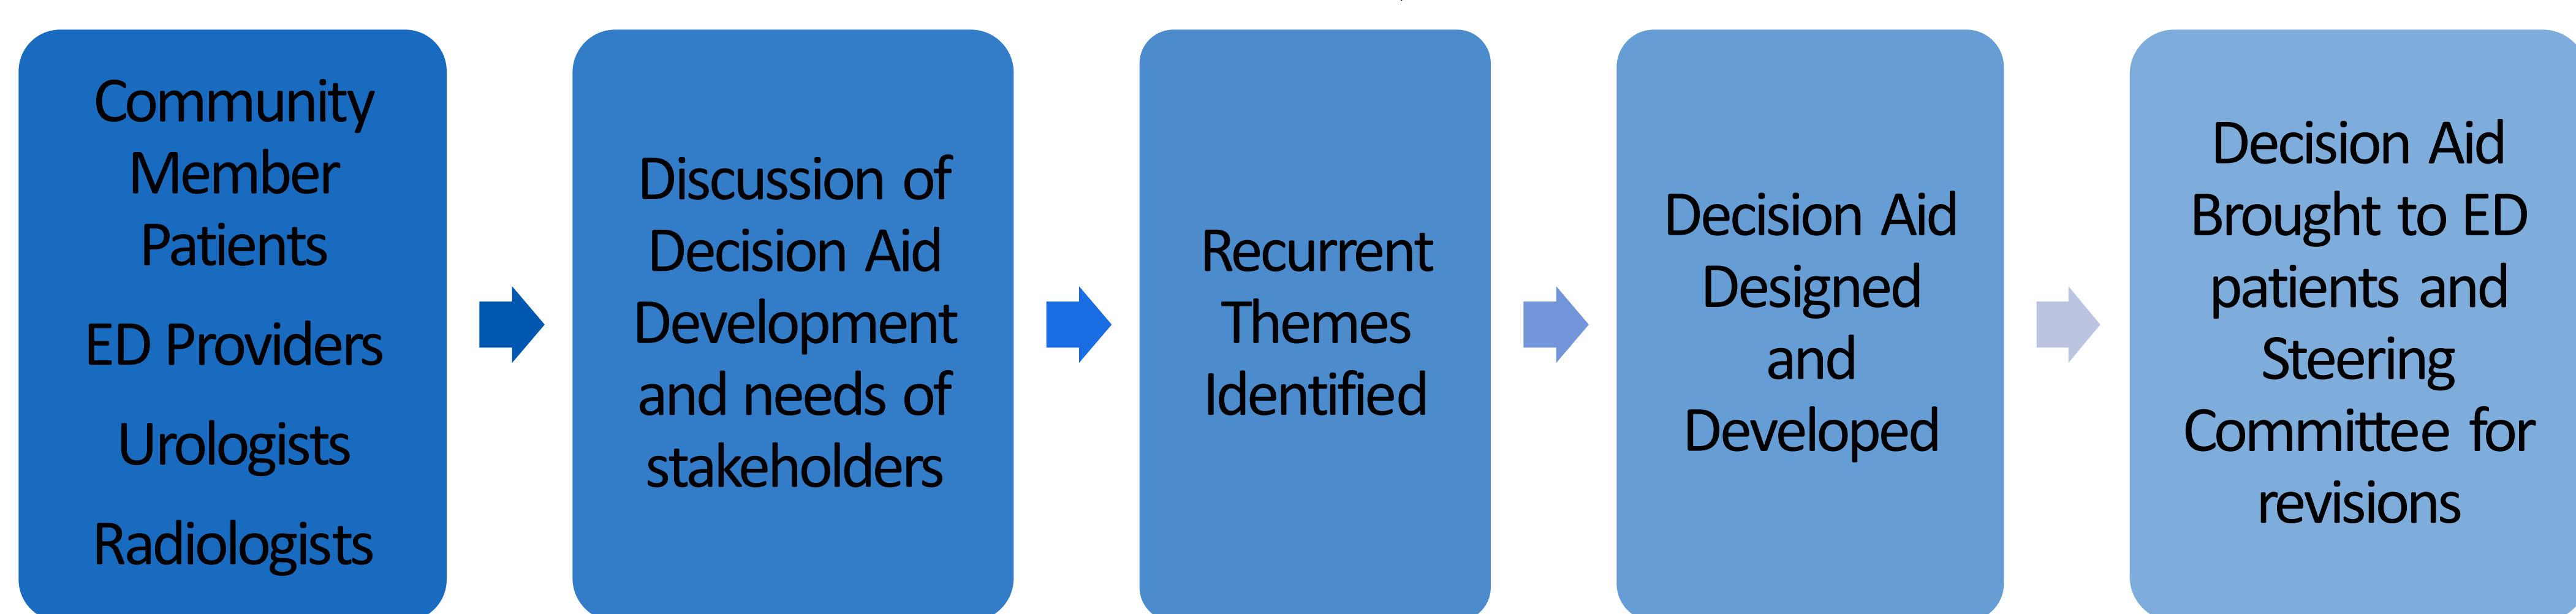 Community
Member
Patients
ED Providers
Urologists
Radiologists
Discussion of
Decision Aid
Development
and needs of
stakeholders
Recurrent
Themes
Identified
Decision Aid
Designed
and
Developed
Decision Aid
Brought to ED
patients and
Steering
Committee for
revisions